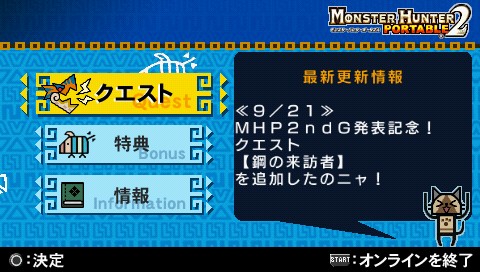 MONSTER HUNTER
PORTABLE 2
クエスト
Quest
特典
Bonus
情報
Information
最新更新情報
≪９／２１≫
ＭＨＰ２ｎｄＧ発表記念！
クエスト
【鋼の来訪者】
を追加したのニャ！
○:決定
START:オンラインを終了